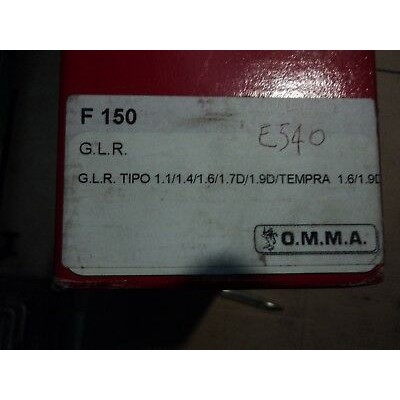 F 150
E540
G.L.R.
G.L.R. TIPO 1.1/1.4/1.6/1.7D/1.9D/TEMPRA 1.6/1.9D
O.M.M.A.